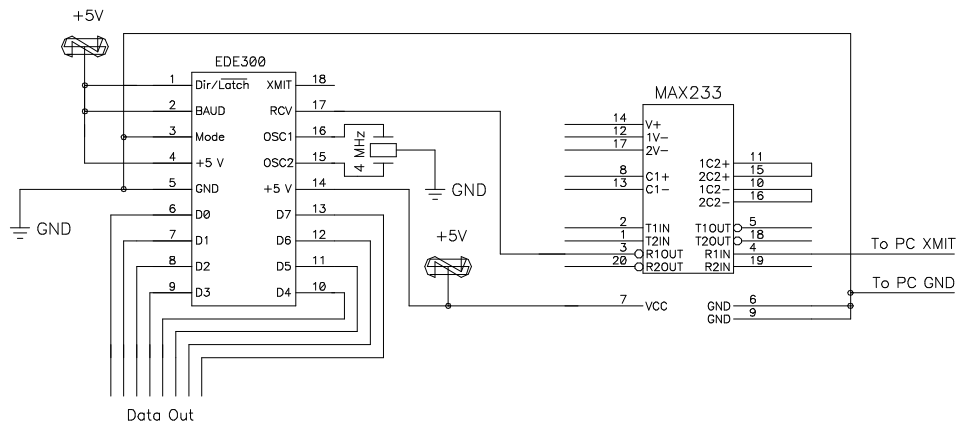 +5V
EDE300
1 Dir/Latch XMIT 18
2 BAUD RCV 17
3 Mode OSC1 16
4 +5 V OSC2 15
5 GND +5 V 14
6 D0 D7 13
7 D1 D6 12
8 D2 D5 11
9 D3 D4 10
4 MHz
GND
GND
+5V
Data Out
MAX233
14 V+
12 1V-
17 2V-
8 C1+
13 C1-
2 T1IN
1 T2IN
3 R1OUT
20 R2OUT
7 VCC
1C2+ 11
2C2+ 15
1C2- 10
2C2- 16
T1OUT 5
T2OUT 18
R1IN 4
R2IN 19
GND 6
GND 9
To PC XMIT
To PC GND